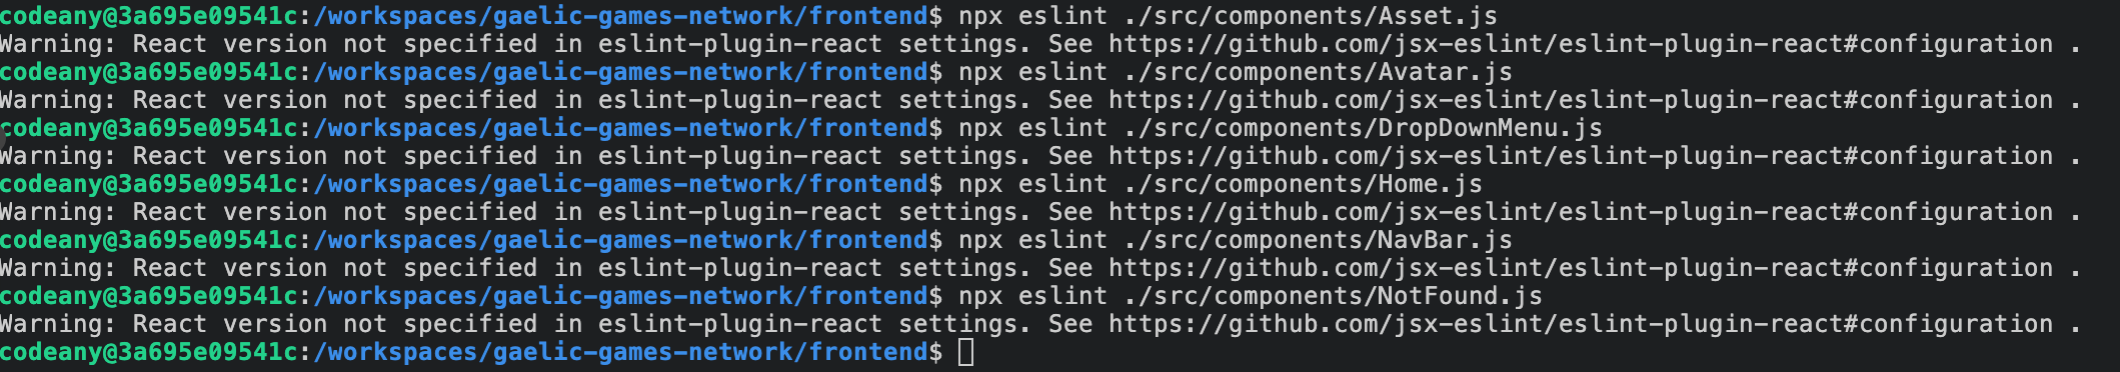 codeany@3a695e09541c:/workspaces/gaelic-games-network/frontend$ npx eslint ./src/components/Asset.js
Warning: React version not specified in eslint-plugin-react settings. See https://github.com/jsx-eslint/eslint-plugin-react#configuration .
codeany@3a695e09541c:/workspaces/gaelic-games-network/frontend$ npx eslint ./src/components/Avatar.js
Warning: React version not specified in eslint-plugin-react settings. See https://github.com/jsx-eslint/eslint-plugin-react#configuration .
codeany@3a695e09541c:/workspaces/gaelic-games-network/frontend$ npx eslint ./src/components/DropDownMenu.js
Warning: React version not specified in eslint-plugin-react settings. See https://github.com/jsx-eslint/eslint-plugin-react#configuration .
codeany@3a695e09541c:/workspaces/gaelic-games-network/frontend$ npx eslint ./src/components/Home.js
Warning: React version not specified in eslint-plugin-react settings. See https://github.com/jsx-eslint/eslint-plugin-react#configuration .
codeany@3a695e09541c:/workspaces/gaelic-games-network/frontend$ npx eslint ./src/components/NavBar.js
Warning: React version not specified in eslint-plugin-react settings. See https://github.com/jsx-eslint/eslint-plugin-react#configuration .
codeany@3a695e09541c:/workspaces/gaelic-games-network/frontend$ npx eslint ./src/components/NotFound.js
Warning: React version not specified in eslint-plugin-react settings. See https://github.com/jsx-eslint/eslint-plugin-react#configuration .
codeany@3a695e09541c:/workspaces/gaelic-games-network/frontend$